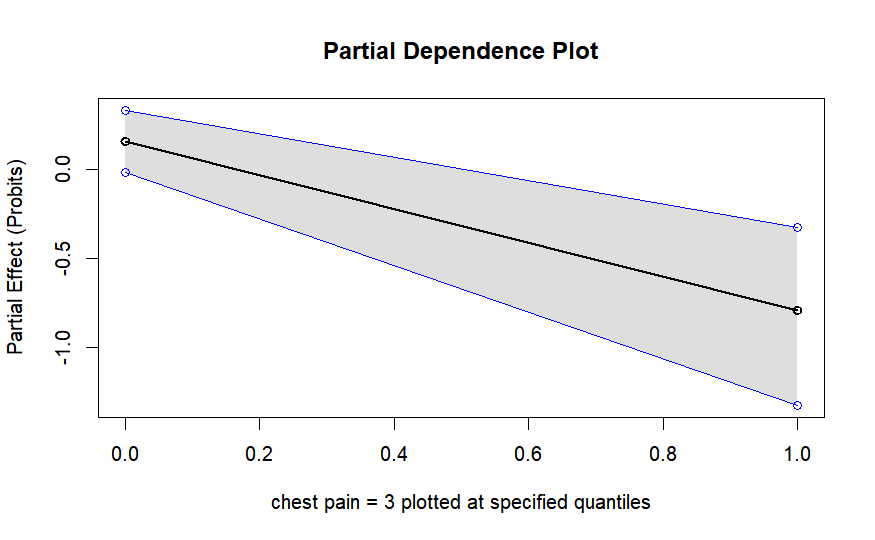 Partial Dependence Plot
Partial Effect (Probits)
0.0
-0.5
-1.0
0.0 0.2 0.4 0.6 0.8 1.0
chest pain = 3 plotted at specified quantiles